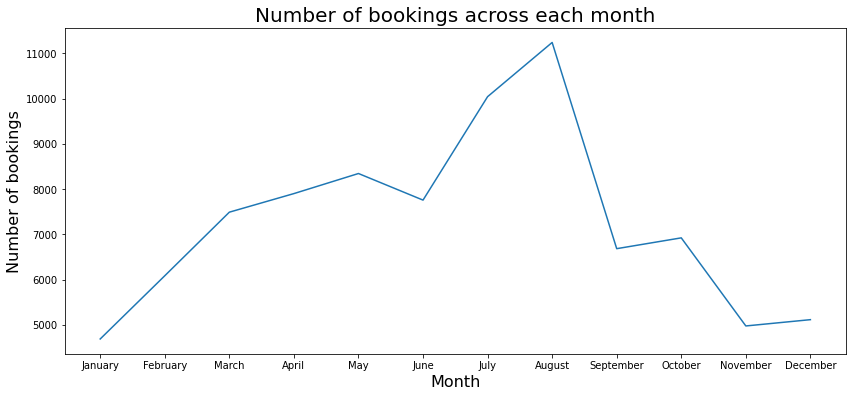 Number of bookings across each month
Number of bookings
11000
10000
9000
8000
7000
6000
5000
January February March April May June July August September October November December
Month